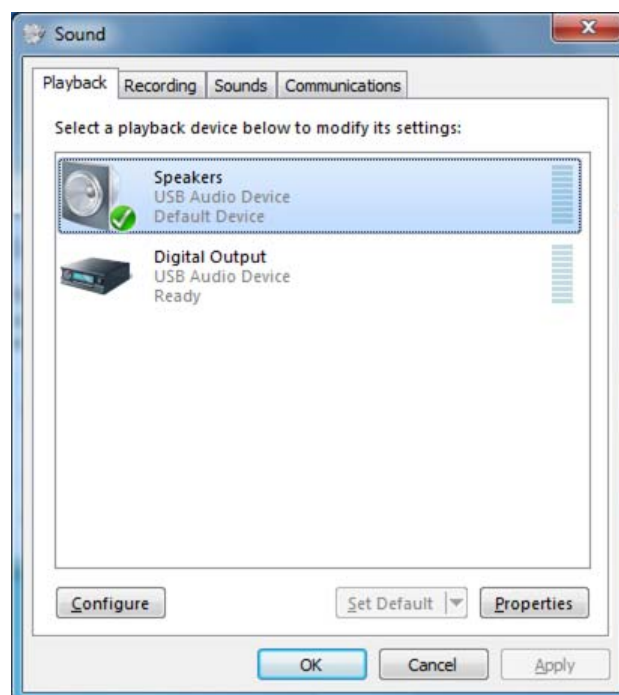 Sound
Playback Recording Sounds Communications
Select a playback device below to modify its settings:
Speakers
USB Audio Device
Default Device
Digital Output
USB Audio Device
Ready
Configure Set Default Properties
OK Cancel Apply